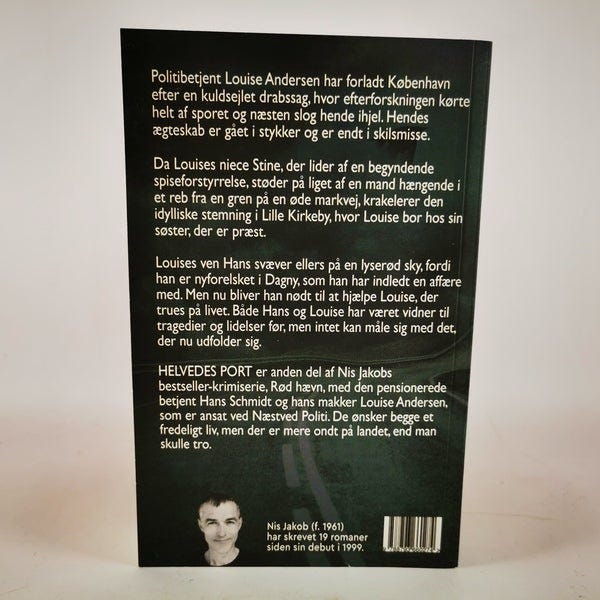 Politibetjent Louise Andersen har forladt København
efter en kuldsejlet drabssag, hvor efterforskningen kørte
helt af sporet og næsten slog hende ihjel. Hendes
ægteskab er gået i stykker og er endt i skilsmisse.
Da Louises niece Stine, der lider af en begyndende
spiseforstyrrelse, støder på liget af en mand hængende i
et reb fra en gren på en øde markvej, krakelerer den
idylliske stemning i Lille Kirkeby, hvor Louise bor hos sin
søster, der er præst.
Louises ven Hans svæver ellers på en lyserød sky, fordi
han er nyforelsket i Dagny, som han har indledt en affære
med. Men nu bliver han nødt til at hjælpe Louise, der
trues på livet. Både Hans og Louise har været vidner til
tragedier og lidelser før, men intet kan måle sig med det,
der nu udfolder sig.
HELVEDES PORT er anden del af Nis Jakobs
bestseller-krimiserie, Rød hævn, med den pensionerede
betjent Hans Schmidt og hans makker Louise Andersen,
som er ansat ved Næstved Politi. De ønsker begge et
fredeligt liv, men der er mere ondt på landet, end man
skulle tro.
Nis Jakob (f. 1961)
har skrevet 19 romaner
siden sin debut i 1999.